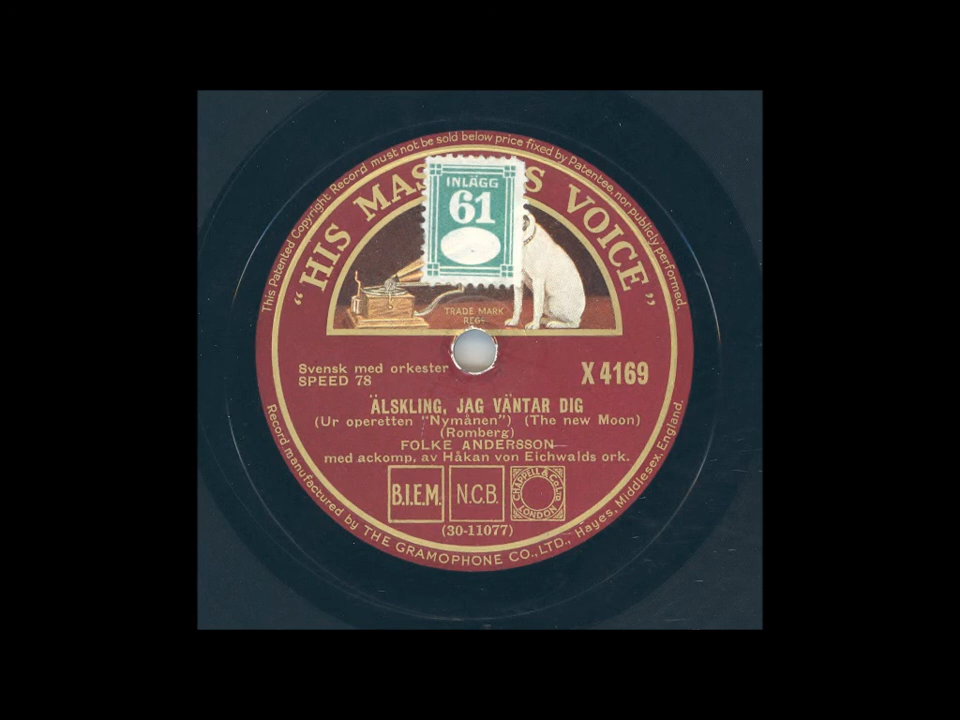 This Patented Copyright Record must not be sold below price fixed by Patentee, nor publicly performed.
"HIS MAS S VOICE"
INLÄGG
61
TRADE MARK
REGD
Svensk med orkester
SPEED 78
X 4169
ÄLSKLING, JAG VÄNTAR DIG
(Ur operetten "Nymånen") (The new Moon)
(Romberg)
FOLKE ANDERSSON
med ackomp. av Håkan von Eichwalds ork.
B.I.E.M.
N.C.B.
CHAPPELL & CO LTD
LONDON
(30-11077)
Record manufactured by THE GRAMOPHONE CO., LTD., Hayes, Middlesex, England.